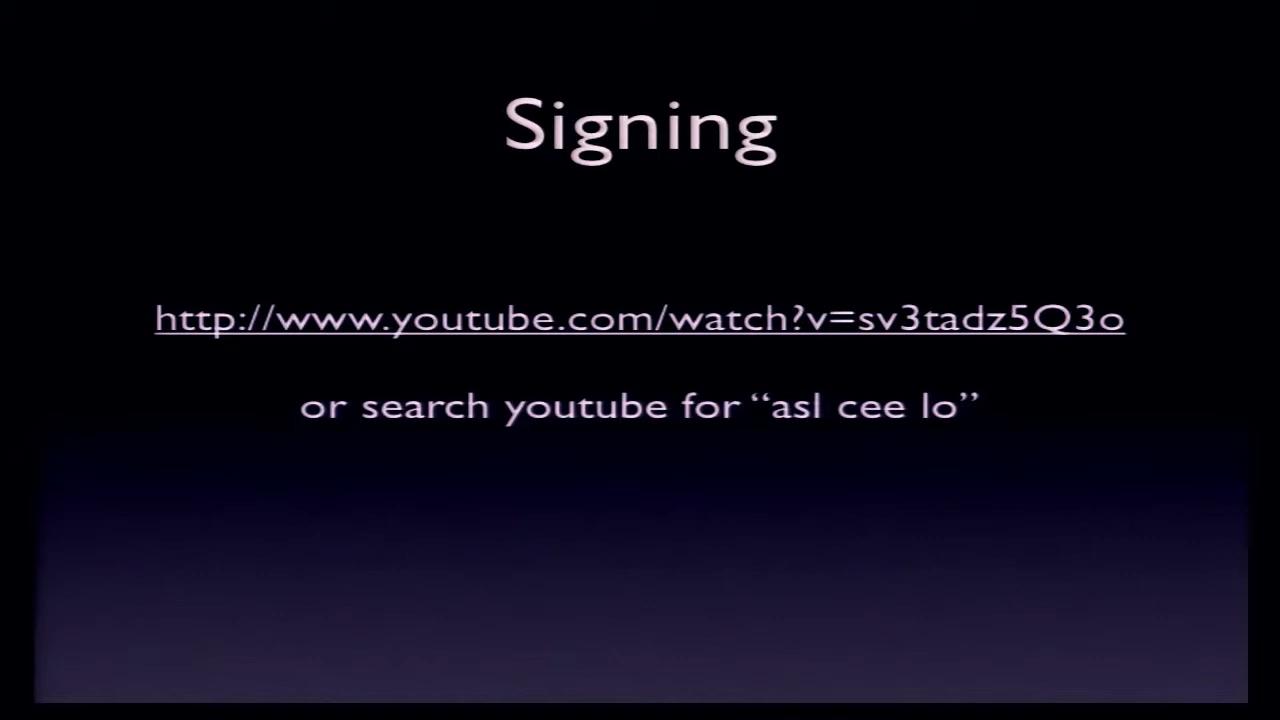 Signing
http://www.youtube.com/watch?v=sv3tadz5Q3o
or search youtube for “asl cee lo”